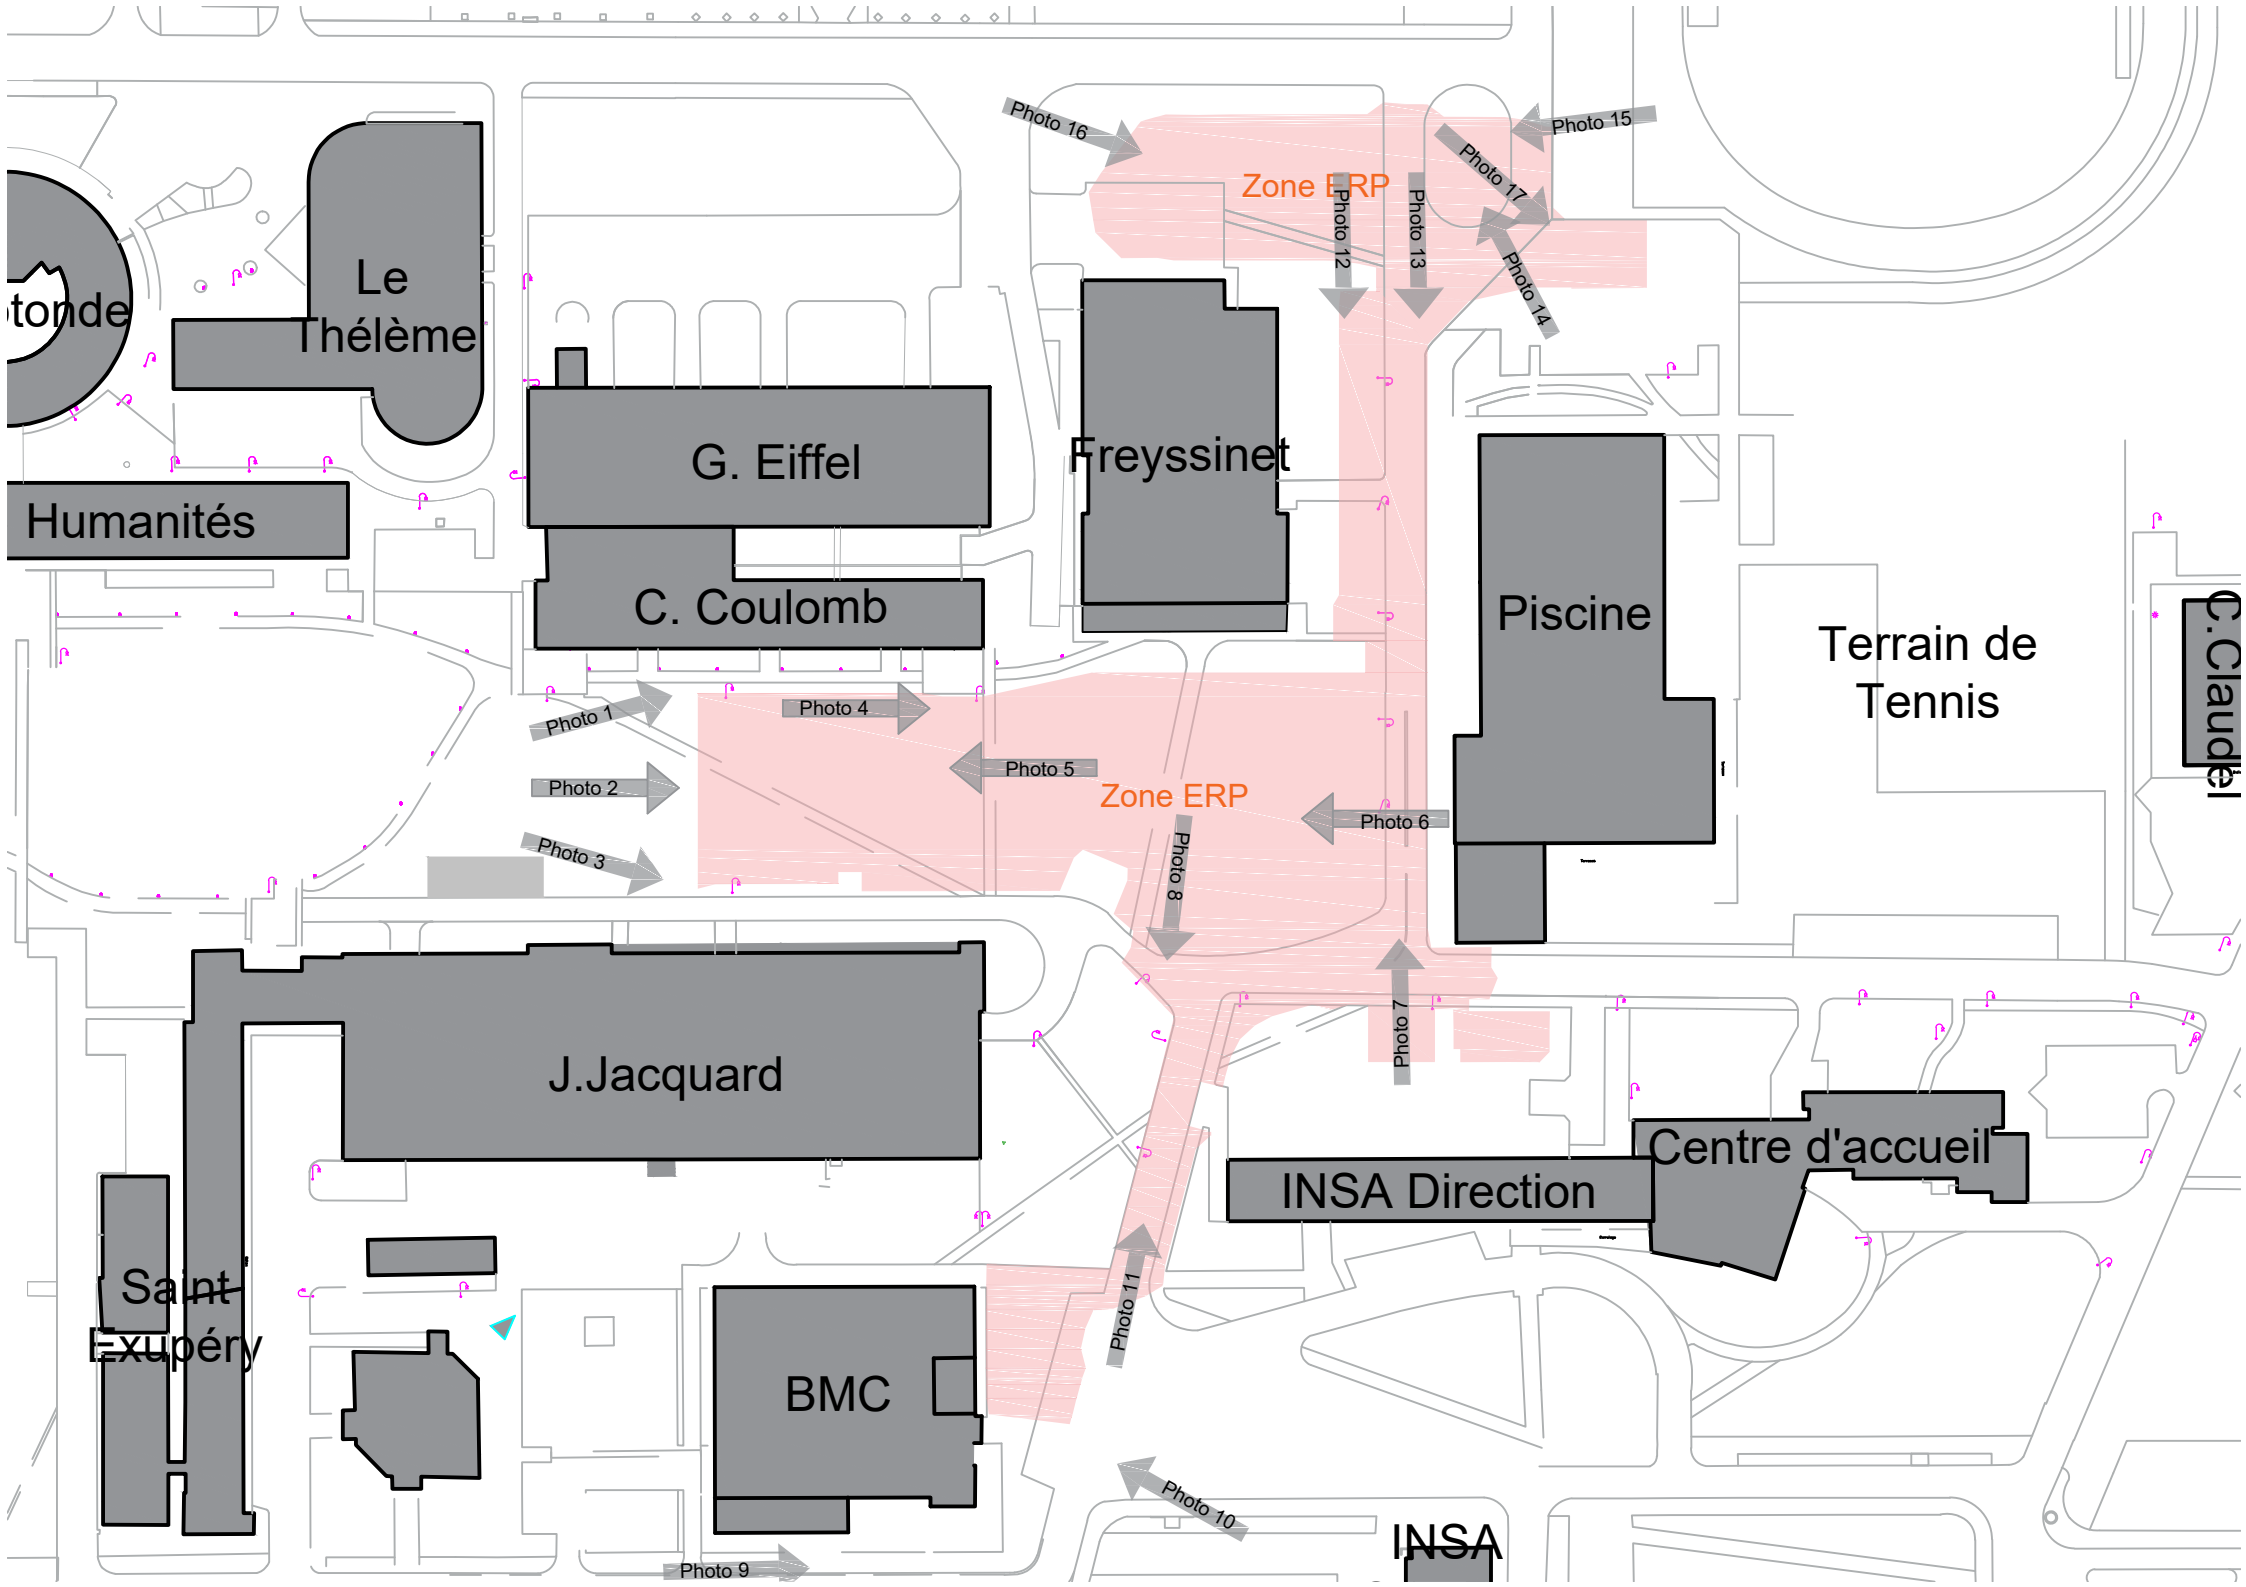 Photo 16
Photo 15
Photo 17
Zone ERP
Photo 12
Photo 13
Photo 14
Le
Thélème
tonde
G. Eiffel
Freyssinet
Humanités
C. Coulomb
Piscine
Terrain de
Tennis
C.Claudel
Photo 1
Photo 4
Photo 5
Photo 2
Zone ERP
Photo 6
Photo 3
Photo 8
Photo 7
J.Jacquard
Centre d'accueil
INSA Direction
Saint
Exupéry
Photo 11
BMC
Photo 10
INSA
Photo 9